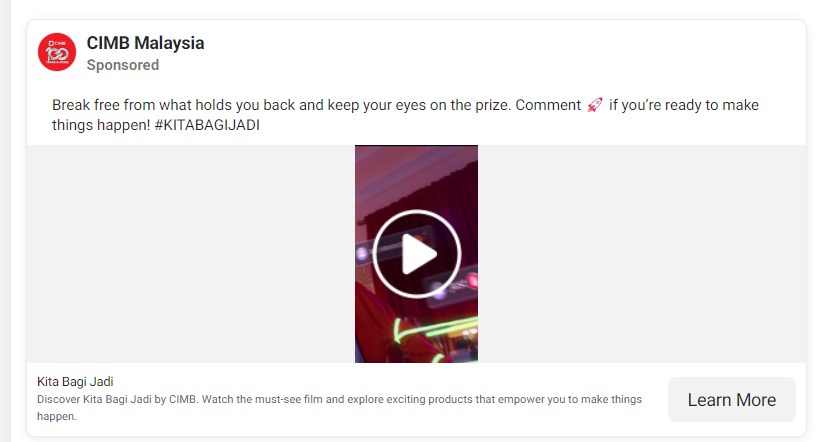 CIMB Malaysia
Sponsored
Break free from what holds you back and keep your eyes on the prize. Comment 🚀 if you're ready to make
things happen! #KITABAGIJADI
Kita Bagi Jadi
Discover Kita Bagi Jadi by CIMB. Watch the must-see film and explore exciting products that empower you to make things
happen.
Learn More